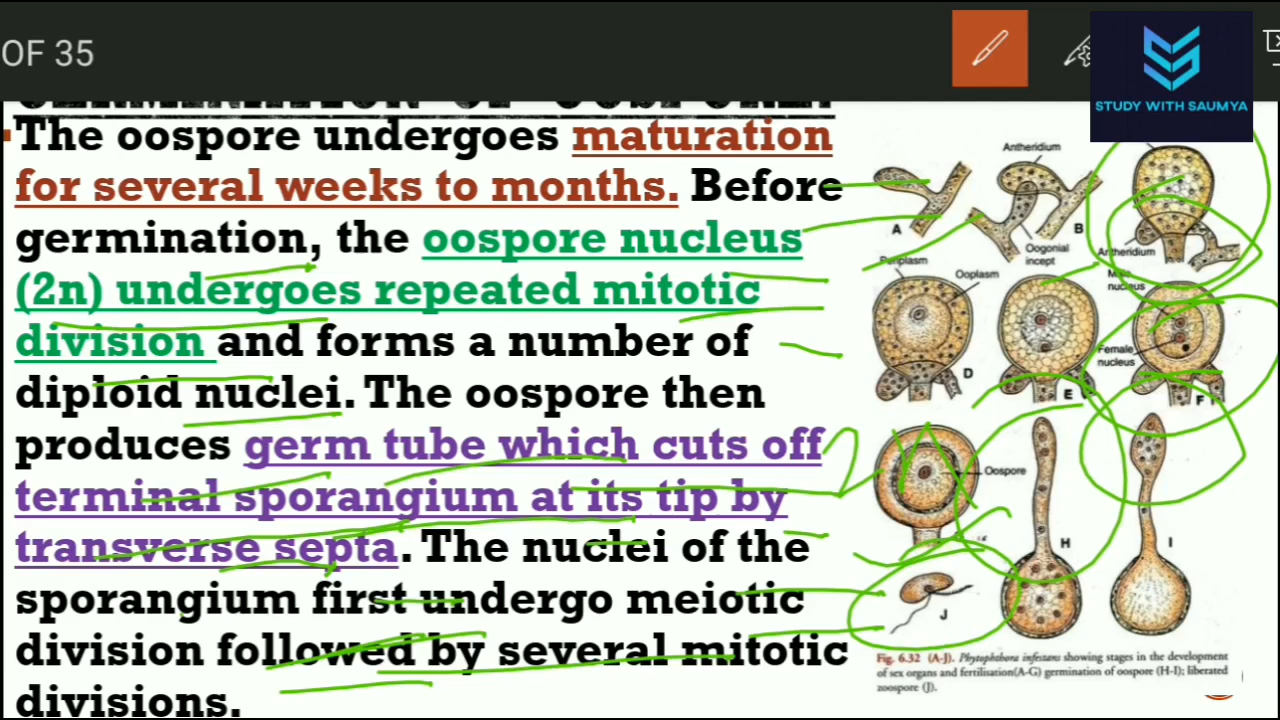 OF 35
STUDY WITH SAUMYA
GERMINATION OF OOSPORE:
The oospore undergoes maturation
for several weeks to months. Before
germination, the oospore nucleus
(2n) undergoes repeated mitotic
division and forms a number of
diploid nuclei. The oospore then
produces germ tube which cuts off
terminal sporangium at its tip by
transverse septa. The nuclei of the
sporangium first undergo meiotic
division followed by several mitotic
divisions.
Antheridium
A
Oogonial
incept
B
Antheridium
Periplasm
Ooplasm
D
E
Male
nucleus
Female
nucleus
F
Oospore
H
I
J
Fig. 6.32 (A-J). Phytophthora infestans showing stages in the development
of sex organs and fertilisation(A-G) germination of oospore (H-I); liberated
zoospore (J).